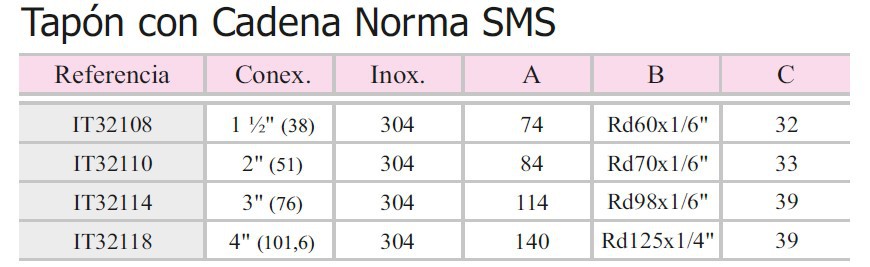 Tapón con Cadena Norma SMS
Referencia Conex. Inox. A B C
IT32108 1 ½" (38) 304 74 Rd60x1/6" 32
IT32110 2" (51) 304 84 Rd70x1/6" 33
IT32114 3" (76) 304 114 Rd98x1/6" 39
IT32118 4" (101,6) 304 140 Rd125x1/4" 39